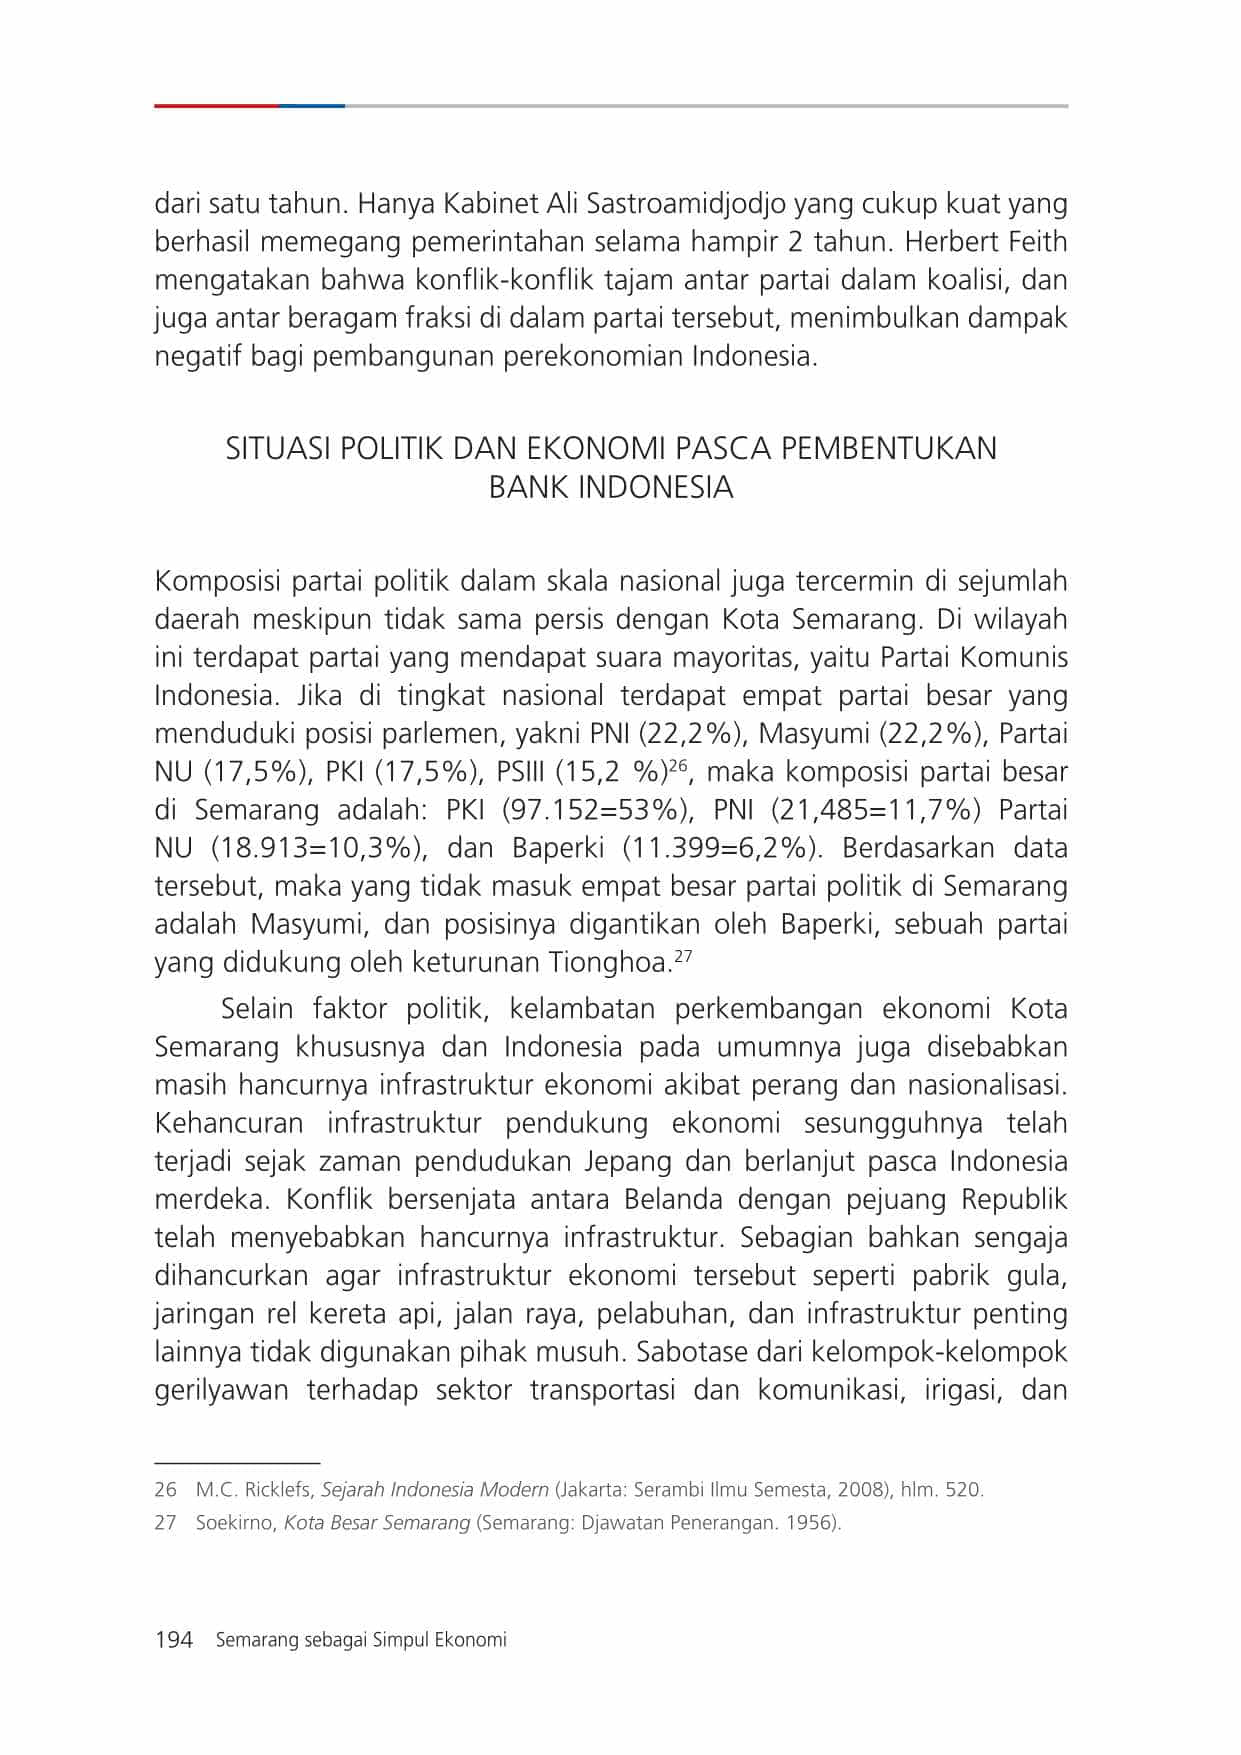 dari satu tahun. Hanya Kabinet Ali Sastroamidjodjo yang cukup kuat yang
berhasil memegang pemerintahan selama hampir 2 tahun. Herbert Feith
mengatakan bahwa konflik-konflik tajam antar partai dalam koalisi, dan
juga antar beragam fraksi di dalam partai tersebut, menimbulkan dampak
negatif bagi pembangunan perekonomian Indonesia.
SITUASI POLITIK DAN EKONOMI PASCA PEMBENTUKAN
BANK INDONESIA
Komposisi partai politik dalam skala nasional juga tercermin di sejumlah
daerah meskipun tidak sama persis dengan Kota Semarang. Di wilayah
ini terdapat partai yang mendapat suara mayoritas, yaitu Partai Komunis
Indonesia. Jika di tingkat nasional terdapat empat partai besar yang
menduduki posisi parlemen, yakni PNI (22,2%), Masyumi (22,2%), Partai
NU (17,5%), PKI (17,5%), PSIII (15,2 %)26, maka komposisi partai besar
di Semarang adalah: PKI (97.152=53%), PNI (21,485=11,7%) Partai
NU (18.913=10,3%), dan Baperki (11.399=6,2%). Berdasarkan data
tersebut, maka yang tidak masuk empat besar partai politik di Semarang
adalah Masyumi, dan posisinya digantikan oleh Baperki, sebuah partai
yang didukung oleh keturunan Tionghoa.27
Selain faktor politik, kelambatan perkembangan ekonomi Kota
Semarang khususnya dan Indonesia pada umumnya juga disebabkan
masih hancurnya infrastruktur ekonomi akibat perang dan nasionalisasi.
Kehancuran infrastruktur pendukung ekonomi sesungguhnya telah
terjadi sejak zaman pendudukan Jepang dan berlanjut pasca Indonesia
merdeka. Konflik bersenjata antara Belanda dengan pejuang Republik
telah menyebabkan hancurnya infrastruktur. Sebagian bahkan sengaja
dihancurkan agar infrastruktur ekonomi tersebut seperti pabrik gula,
jaringan rel kereta api, jalan raya, pelabuhan, dan infrastruktur penting
lainnya tidak digunakan pihak musuh. Sabotase dari kelompok-kelompok
gerilyawan terhadap sektor transportasi dan komunikasi, irigasi, dan
26 M.C. Ricklefs, Sejarah Indonesia Modern (Jakarta: Serambi Ilmu Semesta, 2008), hlm. 520.
27 Soekirno, Kota Besar Semarang (Semarang: Djawatan Penerangan. 1956).
194 Semarang sebagai Simpul Ekonomi